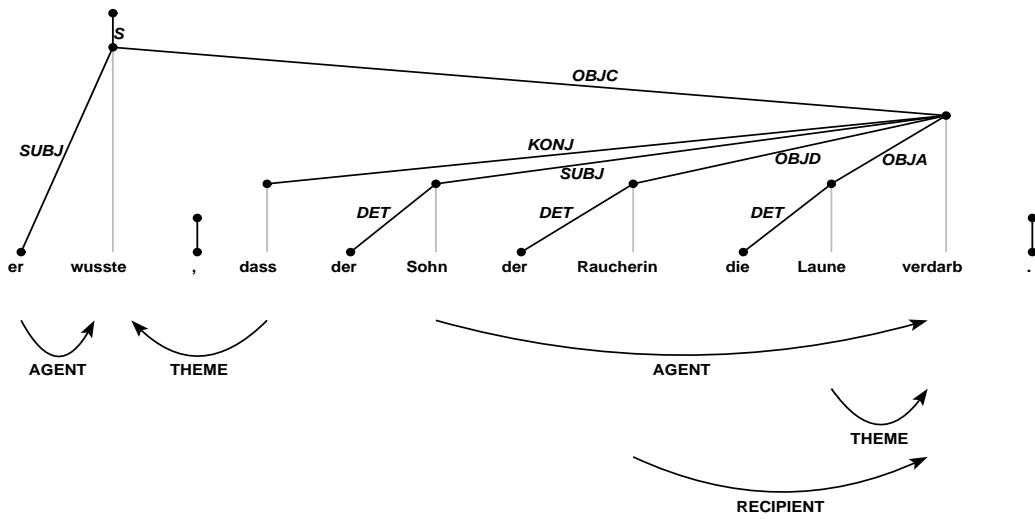 S
OBJC
SUBJ
KONJ
SUBJ
OBJD
OBJA
DET
DET
DET
er wusste , dass der Sohn der Raucherin die Laune verdarb .
AGENT THEME AGENT
THEME
RECIPIENT